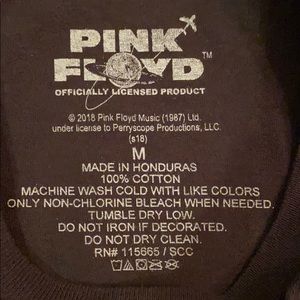 PINK
FLOYD™
OFFICIALLY LICENSED PRODUCT
© 2018 Pink Floyd Music (1987) Ltd.
under license to Perryscope Productions, LLC.
(s18)
M
MADE IN HONDURAS
100% COTTON
MACHINE WASH COLD WITH LIKE COLORS
ONLY NON-CHLORINE BLEACH WHEN NEEDED.
TUMBLE DRY LOW.
DO NOT IRON IF DECORATED.
DO NOT DRY CLEAN.
RN# 115665 / SCC